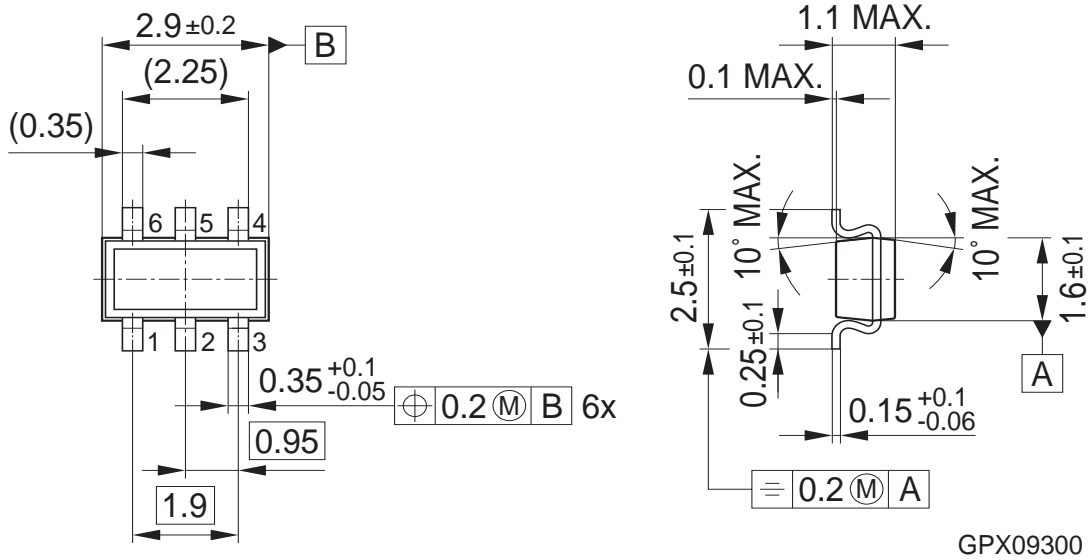 2.9 ±0.2
B
(2.25)
(0.35)
6 5 4
1 2 3
0.35 +0.1 -0.05
⌖ 0.2 Ⓜ B 6x
0.95
1.9
1.1 MAX.
0.1 MAX.
10° MAX.
10° MAX.
2.5±0.1
0.25±0.1
1.6±0.1
A
0.15 +0.1 -0.06
⌯ 0.2 Ⓜ A
GPX09300